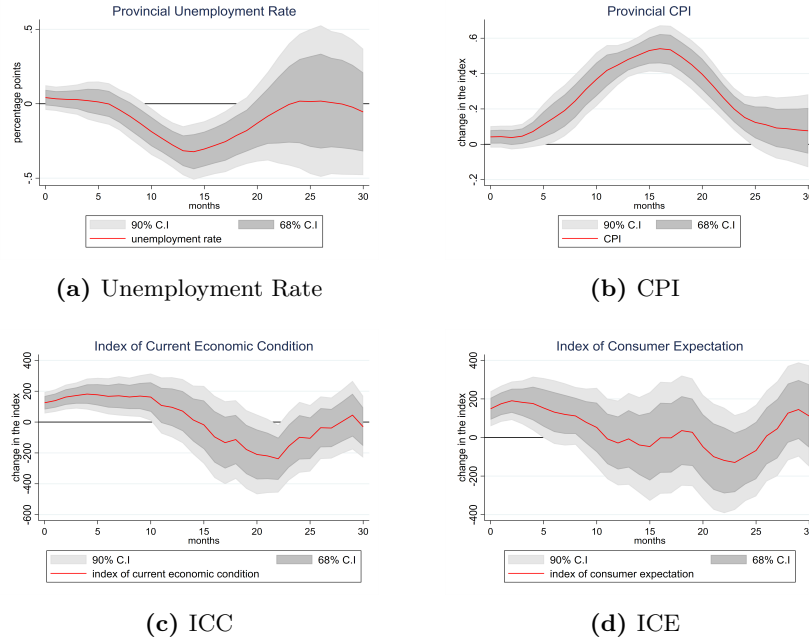 Provincial Unemployment Rate
percentage points
.5
0
-.5
0 5 10 15 20 25 30
months
90% C.I 68% C.I
unemployment rate
(a) Unemployment Rate
Provincial CPI
change in the index
.6
.4
.2
0
-.2
0 5 10 15 20 25 30
months
90% C.I 68% C.I
CPI
(b) CPI
Index of Current Economic Condition
change in the index
400
200
0
-200
-400
-600
0 5 10 15 20 25 30
months
90% C.I 68% C.I
index of current economic condition
(c) ICC
Index of Consumer Expectation
change in the index
400
200
0
-200
-400
0 5 10 15 20 25 30
months
90% C.I 68% C.I
index of consumer expectation
(d) ICE